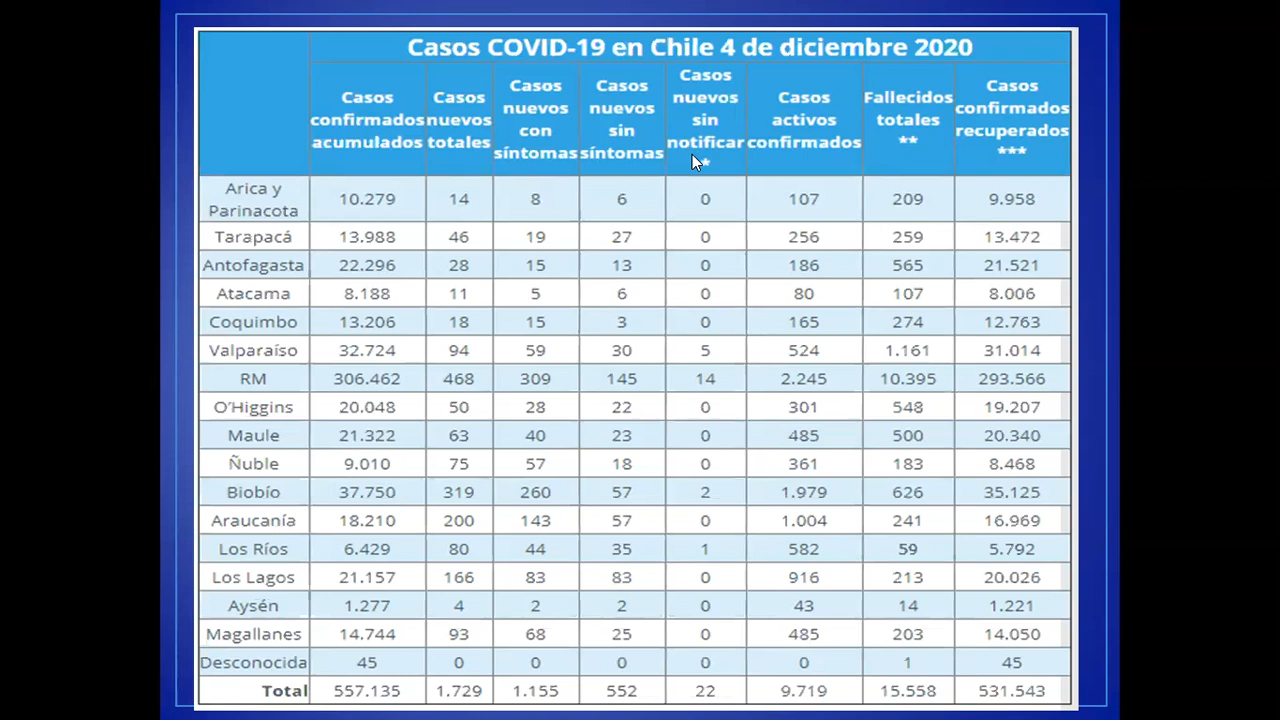 Casos COVID-19 en Chile 4 de diciembre 2020
Casos confirmados acumulados Casos nuevos totales Casos nuevos con síntomas Casos nuevos sin síntomas Casos nuevos sin notificar * Casos activos confirmados Fallecidos totales ** Casos confirmados recuperados ***
Arica y Parinacota 10.279 14 8 6 0 107 209 9.958
Tarapacá 13.988 46 19 27 0 256 259 13.472
Antofagasta 22.296 28 15 13 0 186 565 21.521
Atacama 8.188 11 5 6 0 80 107 8.006
Coquimbo 13.206 18 15 3 0 165 274 12.763
Valparaíso 32.724 94 59 30 5 524 1.161 31.014
RM 306.462 468 309 145 14 2.245 10.395 293.566
O’Higgins 20.048 50 28 22 0 301 548 19.207
Maule 21.322 63 40 23 0 485 500 20.340
Ñuble 9.010 75 57 18 0 361 183 8.468
Biobío 37.750 319 260 57 2 1.979 626 35.125
Araucanía 18.210 200 143 57 0 1.004 241 16.969
Los Ríos 6.429 80 44 35 1 582 59 5.792
Los Lagos 21.157 166 83 83 0 916 213 20.026
Aysén 1.277 4 2 2 0 43 14 1.221
Magallanes 14.744 93 68 25 0 485 203 14.050
Desconocida 45 0 0 0 0 0 1 45
Total 557.135 1.729 1.155 552 22 9.719 15.558 531.543